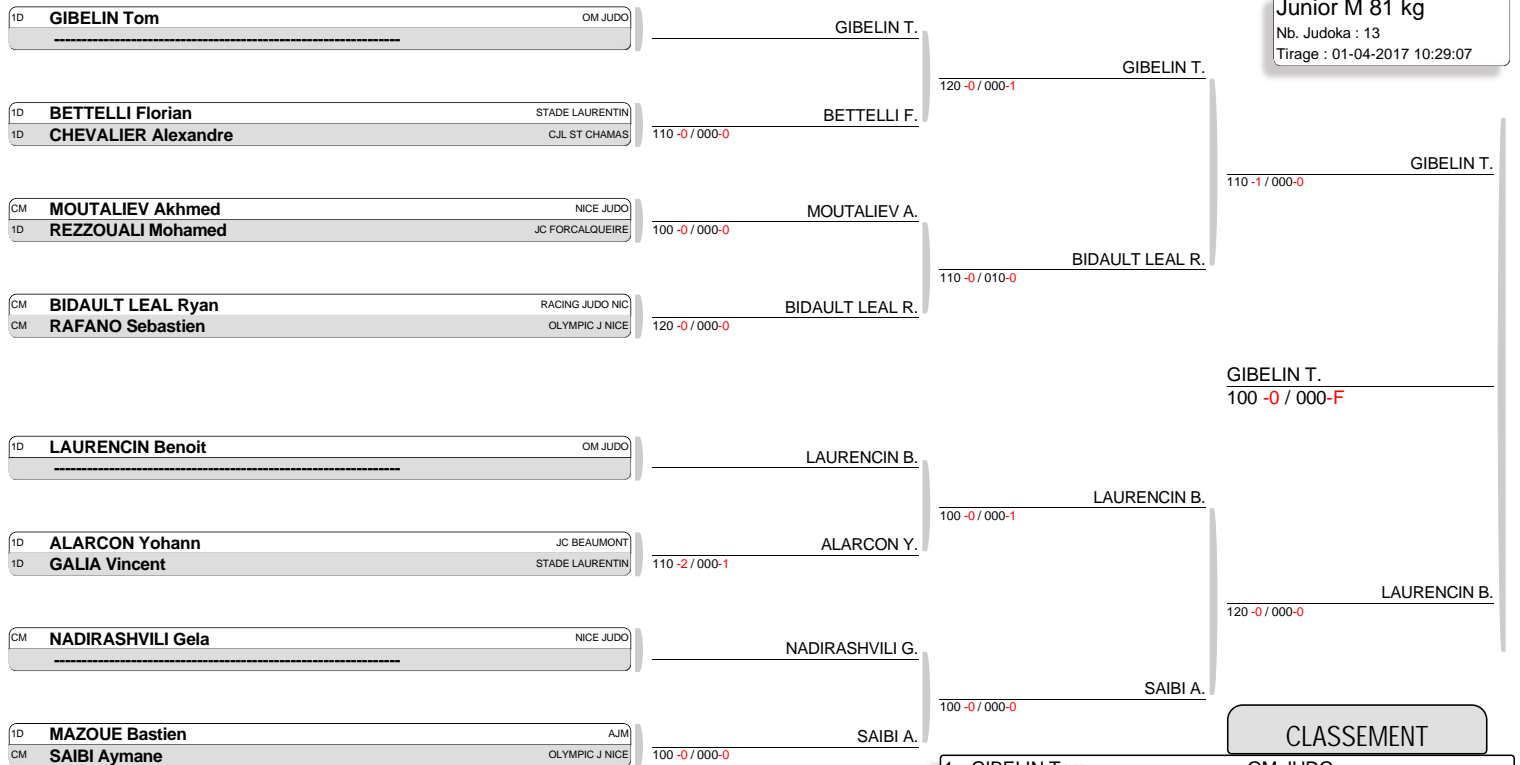 Junior M 81 kg
Nb. Judoka : 13
Tirage : 01-04-2017 10:29:07
1D GIBELIN Tom OM JUDO
----------------------------------------------------------------
1D BETTELLI Florian STADE LAURENTIN
1D CHEVALIER Alexandre CJL ST CHAMAS
CM MOUTALIEV Akhmed NICE JUDO
1D REZZOUALI Mohamed JC FORCALQUEIRE
CM BIDAULT LEAL Ryan RACING JUDO NIC
CM RAFANO Sebastien OLYMPIC J NICE
1D LAURENCIN Benoit OM JUDO
----------------------------------------------------------------
1D ALARCON Yohann JC BEAUMONT
1D GALIA Vincent STADE LAURENTIN
CM NADIRASHVILI Gela NICE JUDO
----------------------------------------------------------------
1D MAZOUE Bastien AJM
CM SAIBI Aymane OLYMPIC J NICE
GIBELIN T.
BETTELLI F.
110 -0 / 000-0
MOUTALIEV A.
100 -0 / 000-0
BIDAULT LEAL R.
120 -0 / 000-0
LAURENCIN B.
ALARCON Y.
110 -2 / 000-1
NADIRASHVILI G.
SAIBI A.
100 -0 / 000-0
GIBELIN T.
120 -0 / 000-1
BIDAULT LEAL R.
110 -0 / 010-0
LAURENCIN B.
100 -0 / 000-1
SAIBI A.
100 -0 / 000-0
GIBELIN T.
110 -1 / 000-0
GIBELIN T.
100 -0 / 000-F
LAURENCIN B.
120 -0 / 000-0
CLASSEMENT
1 GIBELIN Tom OM JUDO